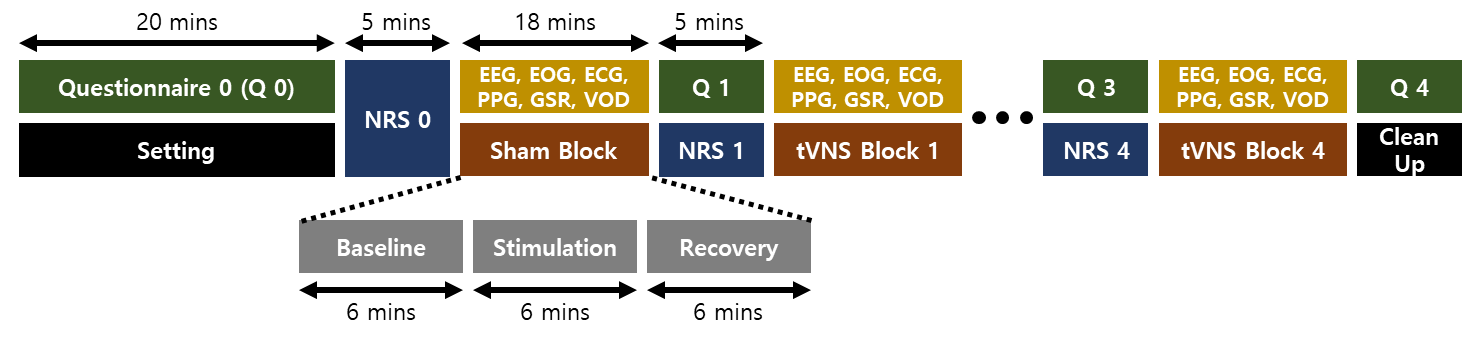 20 mins
5 mins
18 mins
5 mins
Questionnaire 0 (Q 0)
Setting
NRS 0
EEG, EOG, ECG,
PPG, GSR, VOD
Sham Block
Q 1
NRS 1
EEG, EOG, ECG,
PPG, GSR, VOD
tVNS Block 1
Q 3
NRS 4
EEG, EOG, ECG,
PPG, GSR, VOD
tVNS Block 4
Q 4
Clean
Up
Baseline
Stimulation
Recovery
6 mins
6 mins
6 mins